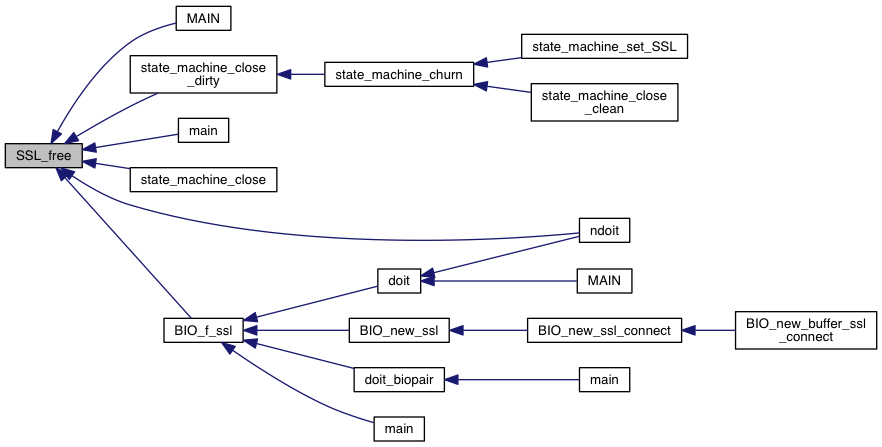 MAIN
state_machine_set_SSL
state_machine_close
_dirty
state_machine_churn
state_machine_close
_clean
main
SSL_free
state_machine_close
ndoit
doit
MAIN
BIO_f_ssl
BIO_new_ssl
BIO_new_ssl_connect
BIO_new_buffer_ssl
_connect
doit_biopair
main
main